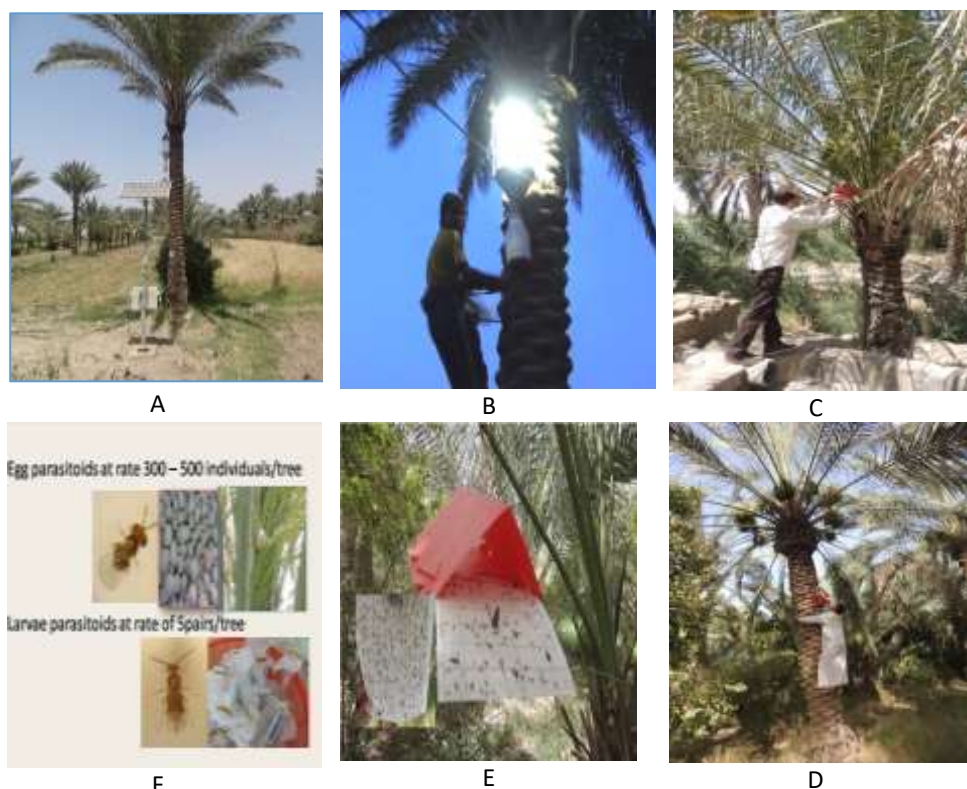 A
B
C
Egg parasitoids at rate 300 – 500 individuals/tree
Larvae parasitoids at rate of 5pairs/tree
F
E
D